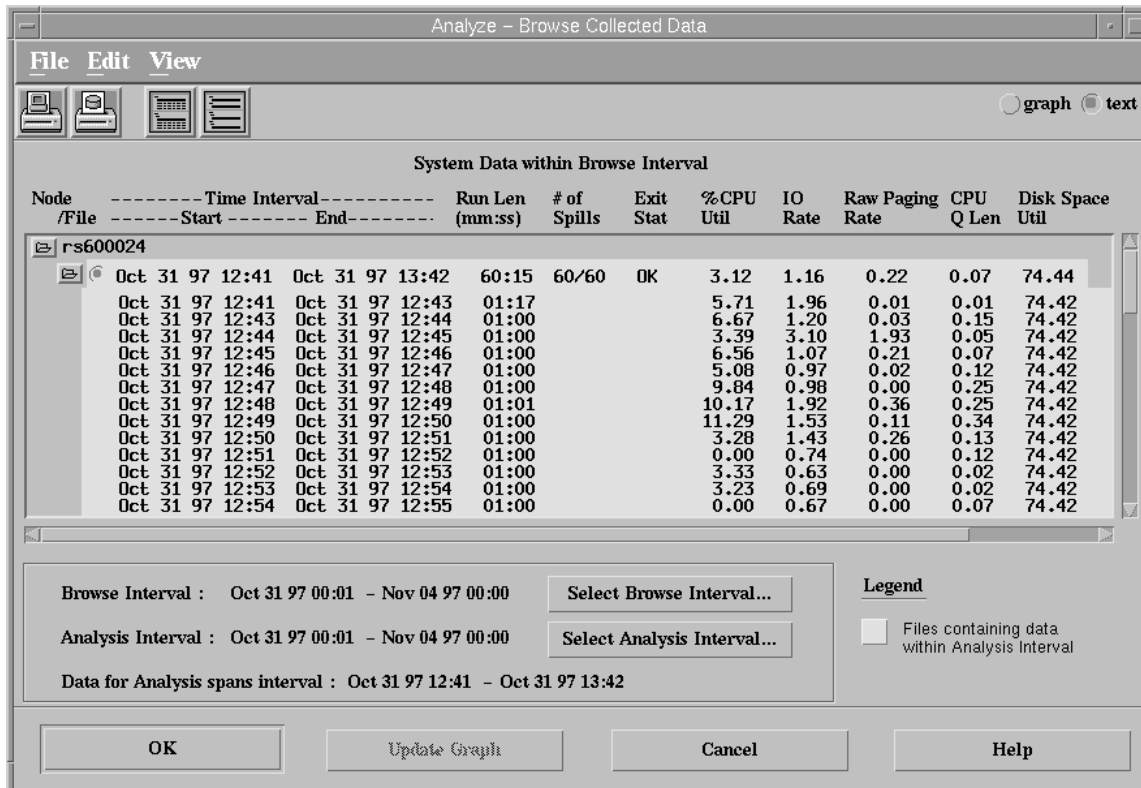 Analyze – Browse Collected Data
File Edit View
graph text
System Data within Browse Interval
Node --------Time Interval----------- Run Len # of Exit %CPU IO Raw Paging CPU Disk Space
/File ------Start ------- End-------- (mm:ss) Spills Stat Util Rate Rate Q Len Util
rs600024
Oct 31 97 12:41 Oct 31 97 13:42 60:15 60/60 OK 3.12 1.16 0.22 0.07 74.44
Oct 31 97 12:41 Oct 31 97 12:43 01:17 5.71 1.96 0.01 0.01 74.42
Oct 31 97 12:43 Oct 31 97 12:44 01:00 6.67 1.20 0.03 0.15 74.42
Oct 31 97 12:44 Oct 31 97 12:45 01:00 3.39 3.10 1.93 0.05 74.42
Oct 31 97 12:45 Oct 31 97 12:46 01:00 6.56 1.07 0.21 0.07 74.42
Oct 31 97 12:46 Oct 31 97 12:47 01:00 5.08 0.97 0.02 0.12 74.42
Oct 31 97 12:47 Oct 31 97 12:48 01:00 9.84 0.98 0.00 0.25 74.42
Oct 31 97 12:48 Oct 31 97 12:49 01:01 10.17 1.92 0.36 0.25 74.42
Oct 31 97 12:49 Oct 31 97 12:50 01:00 11.29 1.53 0.11 0.34 74.42
Oct 31 97 12:50 Oct 31 97 12:51 01:00 3.28 1.43 0.26 0.13 74.42
Oct 31 97 12:51 Oct 31 97 12:52 01:00 0.00 0.74 0.00 0.12 74.42
Oct 31 97 12:52 Oct 31 97 12:53 01:00 3.33 0.63 0.00 0.02 74.42
Oct 31 97 12:53 Oct 31 97 12:54 01:00 3.23 0.69 0.00 0.02 74.42
Oct 31 97 12:54 Oct 31 97 12:55 01:00 0.00 0.67 0.00 0.07 74.42
Browse Interval : Oct 31 97 00:01 – Nov 04 97 00:00 Select Browse Interval...
Analysis Interval : Oct 31 97 00:01 – Nov 04 97 00:00 Select Analysis Interval...
Data for Analysis spans interval : Oct 31 97 12:41 – Oct 31 97 13:42
Legend
Files containing data
within Analysis Interval
OK Update Graph Cancel Help